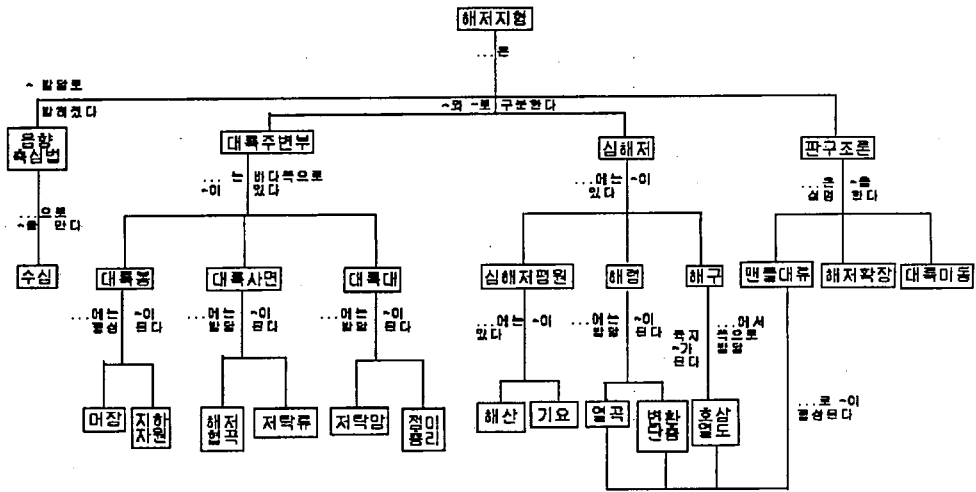 해저지형
...은
~ 발달로
밝혀졌다
~와 ~로 구분한다
음향
측심법
대륙주변부
심해저
판구조론
... 는 바다쪽으로
~이 있다
...에는 ~이
있다
...은 ~을
설명 한다
...으로
~을 안다
수심
대륙붕
대륙사면
대륙대
심해저평원
해령
해구
맨틀대류
해저확장
대륙이동
...에는 ~이
형성 된다
...에는 ~이
발달 된다
...에는 ~이
발달 된다
...에는 ~이
있다
...에는 ~이
발달 된다
...에서
육지 쪽으로
~가 발달
된다
...로 ~이
형성된다
어장
지하
자원
해저
협곡
저탁류
저탁암
점이
층리
해산
기요
열곡
변환
단층
호상
열도